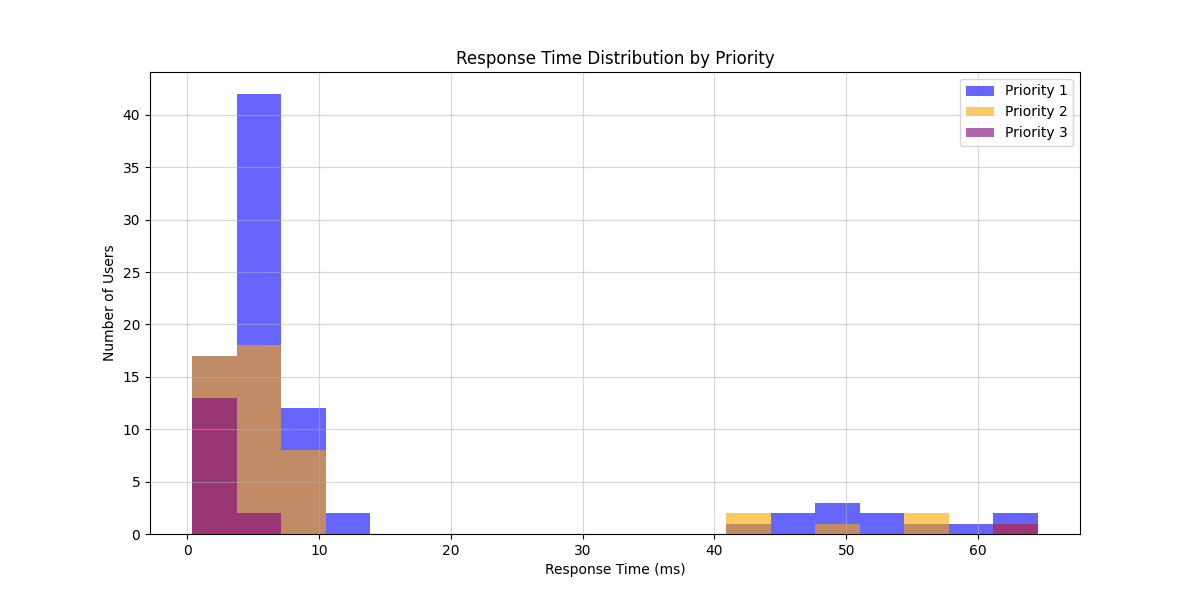 Response Time Distribution by Priority
Priority 1
Priority 2
Priority 3
Number of Users
40
35
30
25
20
15
10
5
0
0 10 20 30 40 50 60
Response Time (ms)